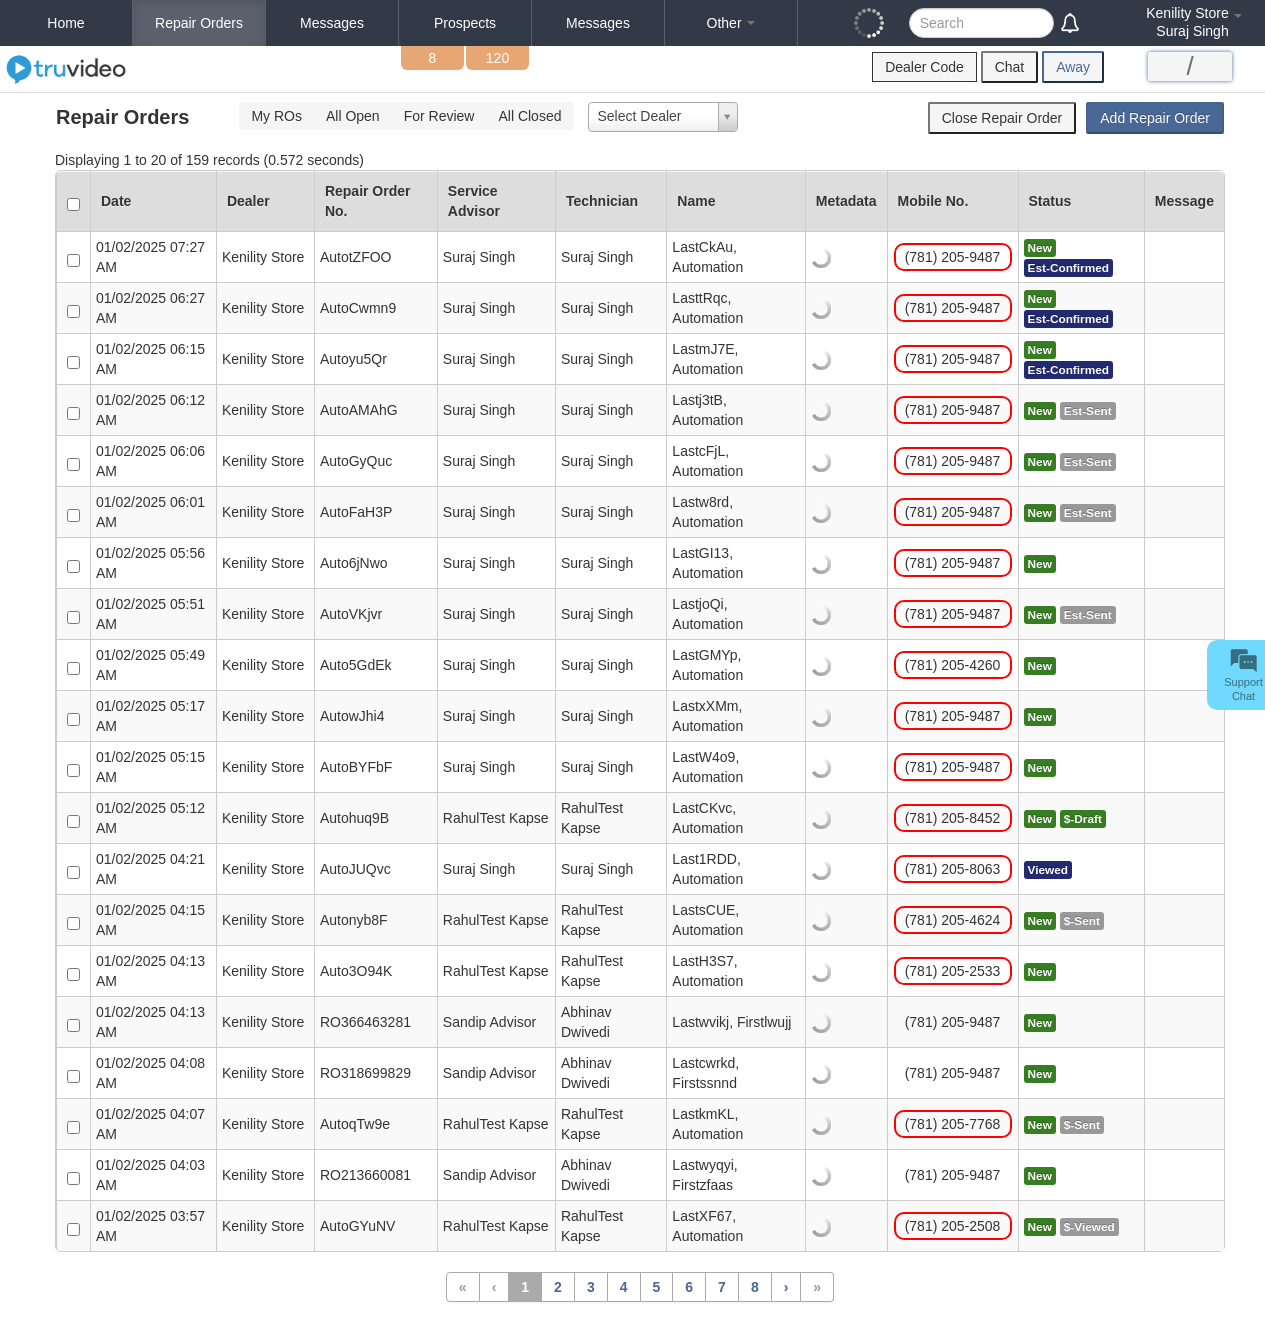 Home Repair Orders Messages Prospects Messages Other Search Kenility Store
Suraj Singh
8 120
truvideo Dealer Code Chat Away /
Repair Orders My ROs All Open For Review All Closed Select Dealer Close Repair Order Add Repair Order
Displaying 1 to 20 of 159 records (0.572 seconds)
Date Dealer Repair Order No. Service Advisor Technician Name Metadata Mobile No. Status Message
01/02/2025 07:27 AM Kenility Store AutotZFOO Suraj Singh Suraj Singh LastCkAu, Automation (781) 205-9487 New Est-Confirmed
01/02/2025 06:27 AM Kenility Store AutoCwmn9 Suraj Singh Suraj Singh LasttRqc, Automation (781) 205-9487 New Est-Confirmed
01/02/2025 06:15 AM Kenility Store Autoyu5Qr Suraj Singh Suraj Singh LastmJ7E, Automation (781) 205-9487 New Est-Confirmed
01/02/2025 06:12 AM Kenility Store AutoAMAhG Suraj Singh Suraj Singh Lastj3tB, Automation (781) 205-9487 New Est-Sent
01/02/2025 06:06 AM Kenility Store AutoGyQuc Suraj Singh Suraj Singh LastcFjL, Automation (781) 205-9487 New Est-Sent
01/02/2025 06:01 AM Kenility Store AutoFaH3P Suraj Singh Suraj Singh Lastw8rd, Automation (781) 205-9487 New Est-Sent
01/02/2025 05:56 AM Kenility Store Auto6jNwo Suraj Singh Suraj Singh LastGI13, Automation (781) 205-9487 New
01/02/2025 05:51 AM Kenility Store AutoVKjvr Suraj Singh Suraj Singh LastjoQi, Automation (781) 205-9487 New Est-Sent
01/02/2025 05:49 AM Kenility Store Auto5GdEk Suraj Singh Suraj Singh LastGMYp, Automation (781) 205-4260 New
01/02/2025 05:17 AM Kenility Store AutowJhi4 Suraj Singh Suraj Singh LastxXMm, Automation (781) 205-9487 New
01/02/2025 05:15 AM Kenility Store AutoBYFbF Suraj Singh Suraj Singh LastW4o9, Automation (781) 205-9487 New
01/02/2025 05:12 AM Kenility Store Autohuq9B RahulTest Kapse RahulTest Kapse LastCKvc, Automation (781) 205-8452 New $-Draft
01/02/2025 04:21 AM Kenility Store AutoJUQvc Suraj Singh Suraj Singh Last1RDD, Automation (781) 205-8063 Viewed
01/02/2025 04:15 AM Kenility Store Autonyb8F RahulTest Kapse RahulTest Kapse LastsCUE, Automation (781) 205-4624 New $-Sent
01/02/2025 04:13 AM Kenility Store Auto3O94K RahulTest Kapse RahulTest Kapse LastH3S7, Automation (781) 205-2533 New
01/02/2025 04:13 AM Kenility Store RO366463281 Sandip Advisor Abhinav Dwivedi Lastwvikj, Firstlwujj (781) 205-9487 New
01/02/2025 04:08 AM Kenility Store RO318699829 Sandip Advisor Abhinav Dwivedi Lastcwrkd, Firstssnnd (781) 205-9487 New
01/02/2025 04:07 AM Kenility Store AutoqTw9e RahulTest Kapse RahulTest Kapse LastkmKL, Automation (781) 205-7768 New $-Sent
01/02/2025 04:03 AM Kenility Store RO213660081 Sandip Advisor Abhinav Dwivedi Lastwyqyi, Firstzfaas (781) 205-9487 New
01/02/2025 03:57 AM Kenility Store AutoGYuNV RahulTest Kapse RahulTest Kapse LastXF67, Automation (781) 205-2508 New $-Viewed
Support
Chat
« ‹ 1 2 3 4 5 6 7 8 › »